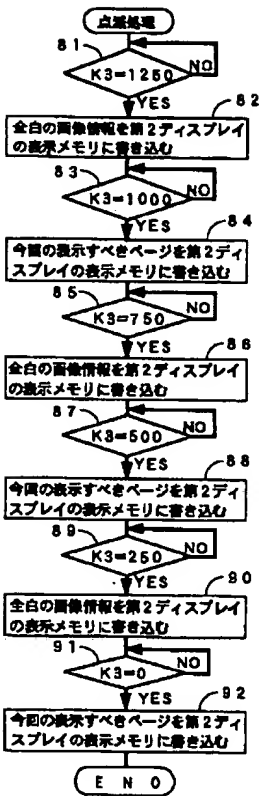 点滅処理
81
K3=1250
NO
YES
82
全白の画像情報を第2ディスプレイ
の表示メモリに書き込む
83
K3=1000
NO
YES
84
今回の表示すべきページを第2ディ
スプレイの表示メモリに書き込む
85
K3=750
NO
YES
86
全白の画像情報を第2ディスプレイ
の表示メモリに書き込む
87
K3=500
NO
YES
88
今回の表示すべきページを第2ディ
スプレイの表示メモリに書き込む
89
K3=250
NO
YES
90
全白の画像情報を第2ディスプレイ
の表示メモリに書き込む
91
K3=0
NO
YES
92
今回の表示すべきページを第2ディ
スプレイの表示メモリに書き込む
END